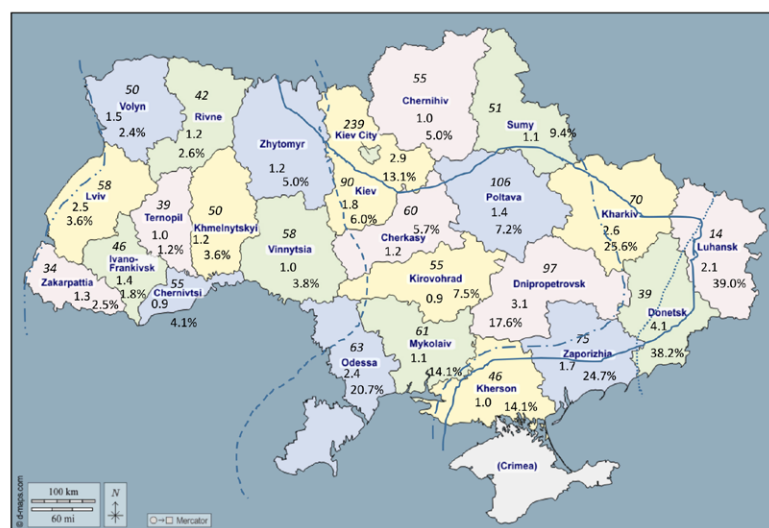 50
Volyn
1.5
2.4%
42
Rivne
1.2
2.6%
Zhytomyr
1.2
5.0%
239
Kiev City
2.9
13.1%
55
Chernihiv
1.0
5.0%
51
Sumy
1.1
9.4%
58
Lviv
2.5
3.6%
39
Ternopil
1.0
1.2%
50
Khmelnytskyi
1.2
3.6%
90
Kiev
1.8
6.0%
60
5.7%
Cherkasy
1.2
106
Poltava
1.4
7.2%
70
Kharkiv
2.6
25.6%
14
Luhansk
2.1
39.0%
34
Zakarpattia
1.3
2.5%
46
Ivano-
Frankivsk
1.4
1.8%
55
Chernivtsi
0.9
4.1%
58
Vinnytsia
1.0
3.8%
55
Kirovohrad
0.9
7.5%
97
Dnipropetrovsk
3.1
17.6%
39
Donetsk
4.1
38.2%
63
Odessa
2.4
20.7%
61
Mykolaiv
1.1
14.1%
46
Kherson
1.0
14.1%
75
Zaporizhia
1.7
24.7%
(Crimea)
100 km
60 mi
N
Mercator
© d-maps.com